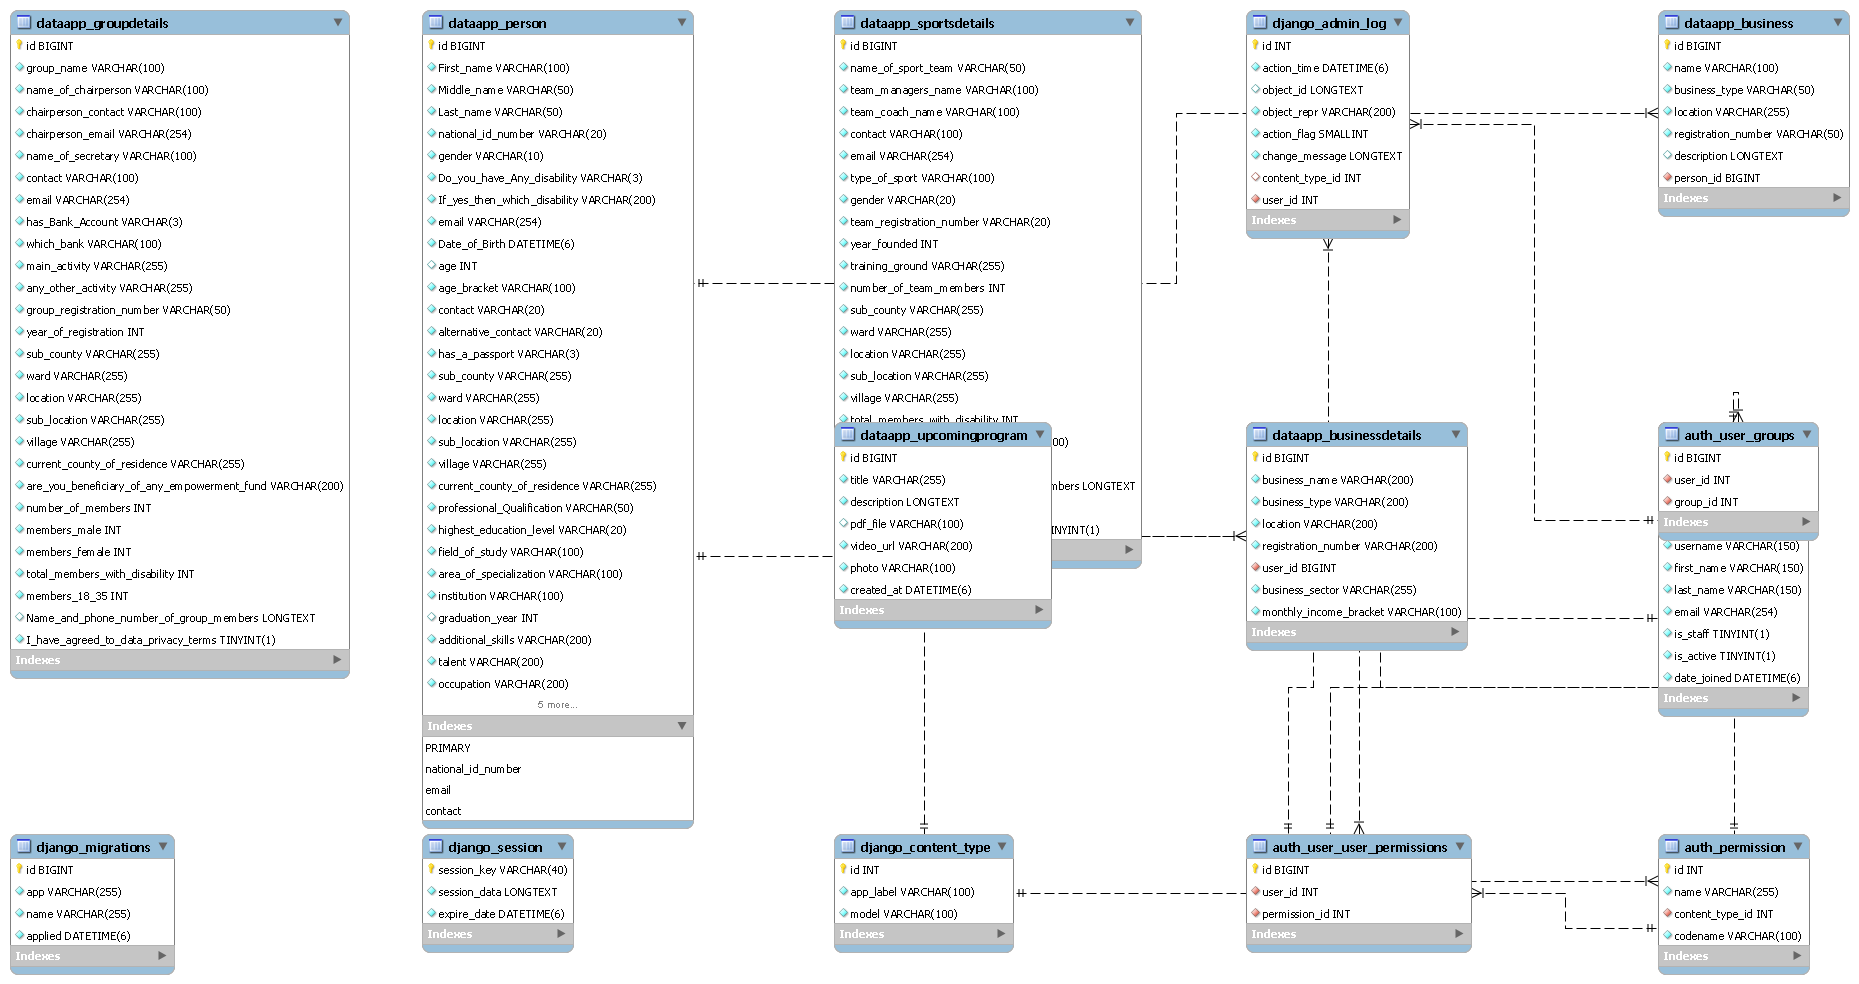 dataapp_groupdetails
id BIGINT
group_name VARCHAR(100)
name_of_chairperson VARCHAR(100)
chairperson_contact VARCHAR(100)
chairperson_email VARCHAR(254)
name_of_secretary VARCHAR(100)
contact VARCHAR(100)
email VARCHAR(254)
has_Bank_Account VARCHAR(3)
which_bank VARCHAR(100)
main_activity VARCHAR(255)
any_other_activity VARCHAR(255)
group_registration_number VARCHAR(50)
year_of_registration INT
sub_county VARCHAR(255)
ward VARCHAR(255)
location VARCHAR(255)
sub_location VARCHAR(255)
village VARCHAR(255)
current_county_of_residence VARCHAR(255)
are_you_beneficiary_of_any_empowerment_fund VARCHAR(200)
number_of_members INT
members_male INT
members_female INT
total_members_with_disability INT
members_18_35 INT
Name_and_phone_number_of_group_members LONGTEXT
I_have_agreed_to_data_privacy_terms TINYINT(1)
Indexes
dataapp_person
id BIGINT
First_name VARCHAR(100)
Middle_name VARCHAR(50)
Last_name VARCHAR(50)
national_id_number VARCHAR(20)
gender VARCHAR(10)
Do_you_have_Any_disability VARCHAR(3)
If_yes_then_which_disability VARCHAR(200)
email VARCHAR(254)
Date_of_Birth DATETIME(6)
age INT
age_bracket VARCHAR(100)
contact VARCHAR(20)
alternative_contact VARCHAR(20)
has_a_passport VARCHAR(3)
sub_county VARCHAR(255)
ward VARCHAR(255)
location VARCHAR(255)
sub_location VARCHAR(255)
village VARCHAR(255)
current_county_of_residence VARCHAR(255)
professional_Qualification VARCHAR(50)
highest_education_level VARCHAR(20)
field_of_study VARCHAR(100)
area_of_specialization VARCHAR(100)
institution VARCHAR(100)
graduation_year INT
additional_skills VARCHAR(200)
talent VARCHAR(200)
occupation VARCHAR(200)
5 more...
Indexes
PRIMARY
national_id_number
email
contact
dataapp_sportsdetails
id BIGINT
name_of_sport_team VARCHAR(50)
team_managers_name VARCHAR(100)
team_coach_name VARCHAR(100)
contact VARCHAR(100)
email VARCHAR(254)
type_of_sport VARCHAR(100)
gender VARCHAR(20)
team_registration_number VARCHAR(20)
year_founded INT
training_ground VARCHAR(255)
number_of_team_members INT
sub_county VARCHAR(255)
ward VARCHAR(255)
location VARCHAR(255)
sub_location VARCHAR(255)
village VARCHAR(255)
total_members_with_disability INT
00)
mbers LONGTEXT
INYINT(1)
dataapp_upcomingprogram
id BIGINT
title VARCHAR(255)
description LONGTEXT
pdf_file VARCHAR(100)
video_url VARCHAR(200)
photo VARCHAR(100)
created_at DATETIME(6)
Indexes
django_admin_log
id INT
action_time DATETIME(6)
object_id LONGTEXT
object_repr VARCHAR(200)
action_flag SMALLINT
change_message LONGTEXT
content_type_id INT
user_id INT
Indexes
dataapp_business
id BIGINT
name VARCHAR(100)
business_type VARCHAR(50)
location VARCHAR(255)
registration_number VARCHAR(50)
description LONGTEXT
person_id BIGINT
Indexes
dataapp_businessdetails
id BIGINT
business_name VARCHAR(200)
business_type VARCHAR(200)
location VARCHAR(200)
registration_number VARCHAR(200)
user_id BIGINT
business_sector VARCHAR(255)
monthly_income_bracket VARCHAR(100)
Indexes
auth_user_groups
id BIGINT
user_id INT
group_id INT
Indexes
username VARCHAR(150)
first_name VARCHAR(150)
last_name VARCHAR(150)
email VARCHAR(254)
is_staff TINYINT(1)
is_active TINYINT(1)
date_joined DATETIME(6)
Indexes
django_migrations
id BIGINT
app VARCHAR(255)
name VARCHAR(255)
applied DATETIME(6)
Indexes
django_session
session_key VARCHAR(40)
session_data LONGTEXT
expire_date DATETIME(6)
Indexes
django_content_type
id INT
app_label VARCHAR(100)
model VARCHAR(100)
Indexes
auth_user_user_permissions
id BIGINT
user_id INT
permission_id INT
Indexes
auth_permission
id INT
name VARCHAR(255)
content_type_id INT
codename VARCHAR(100)
Indexes